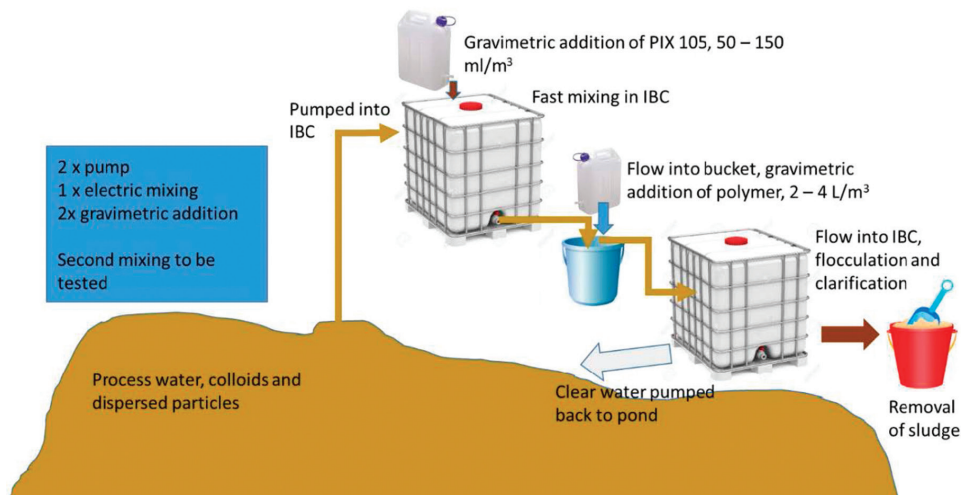 Gravimetric addition of PIX 105, 50 – 150
ml/m³
Pumped into
IBC
Fast mixing in IBC
2 x pump
1 x electric mixing
2x gravimetric addition
Second mixing to be
tested
Flow into bucket, gravimetric
addition of polymer, 2 – 4 L/m³
Flow into IBC,
flocculation and
clarification
Process water, colloids and
dispersed particles
Clear water pumped
back to pond
Removal
of sludge